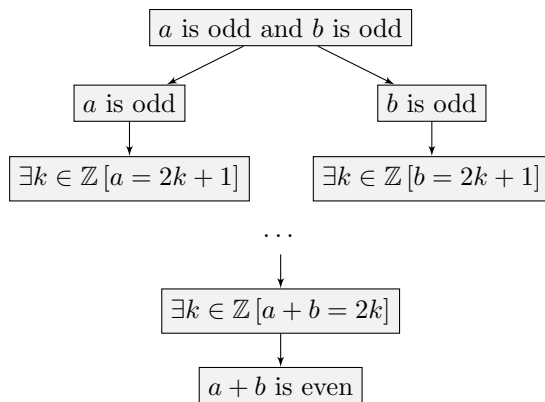 a is odd and b is odd
a is odd
b is odd
∃k ∈ ℤ [a = 2k + 1]
∃k ∈ ℤ [b = 2k + 1]
...
∃k ∈ ℤ [a + b = 2k]
a + b is even